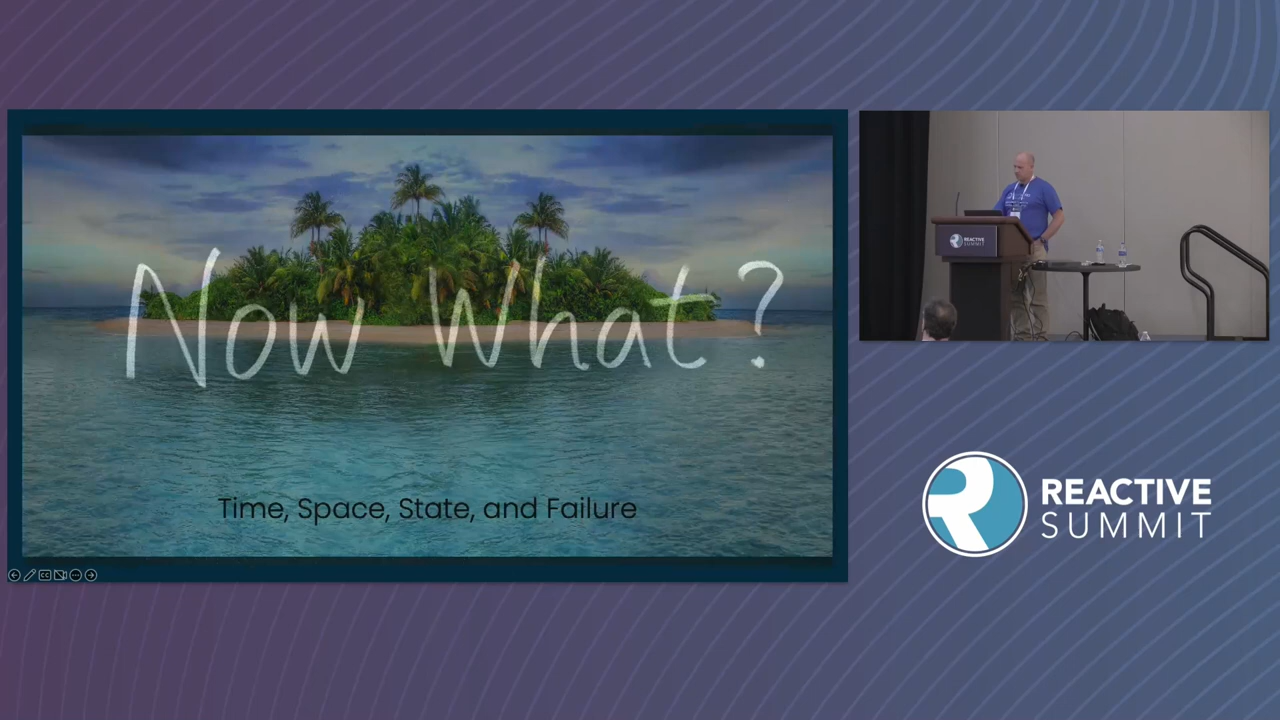 Now What?
Time, Space, State, and Failure
REACTIVE
SUMMIT
REACTIVE
SUMMIT